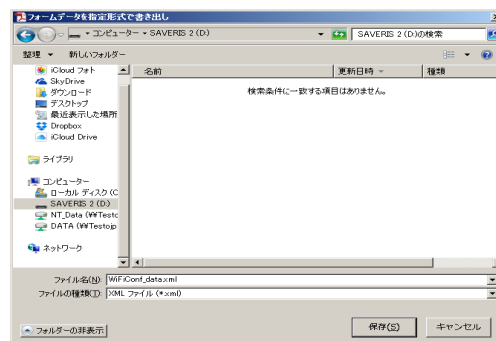 フォームデータを指定形式で書き出し
コンピューター SAVERIS 2 (D:)
SAVERIS 2 (D:)の検索
整理 新しいフォルダー
iCloud フォト
SkyDrive
ダウンロード
デスクトップ
最近表示した場所
Dropbox
iCloud Drive
ライブラリ
コンピューター
ローカル ディスク (C
SAVERIS 2 (D:)
NT_Data (¥¥Testo
DATA (¥¥Testojp
ネットワーク
名前 更新日時 種類
検索条件に一致する項目はありません。
ファイル名(N): WiFiConf_data.xml
ファイルの種類(T): XML ファイル (*.xml)
フォルダーの非表示 保存(S) キャンセル